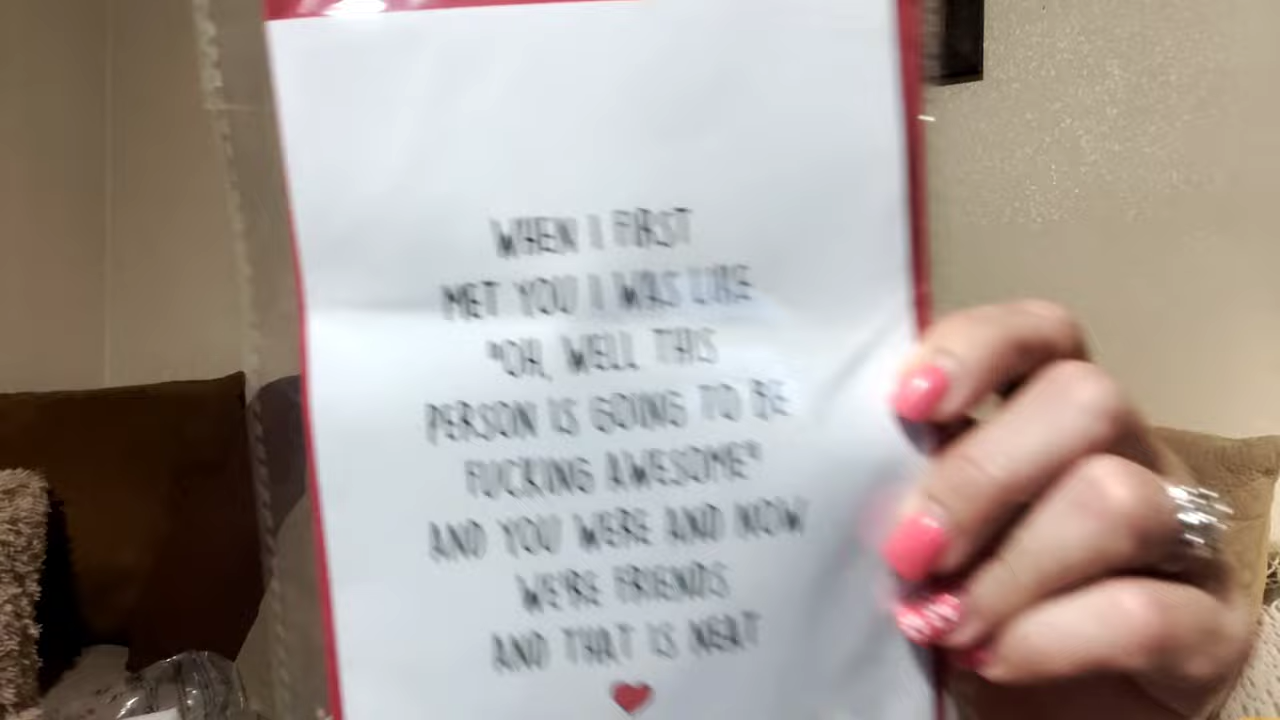 WHEN I FIRST
MET YOU I WAS LIKE
"OH, WELL THIS
PERSON IS GOING TO BE
FUCKING AWESOME"
AND YOU WERE AND NOW
WE'RE FRIENDS
AND THAT IS NEAT